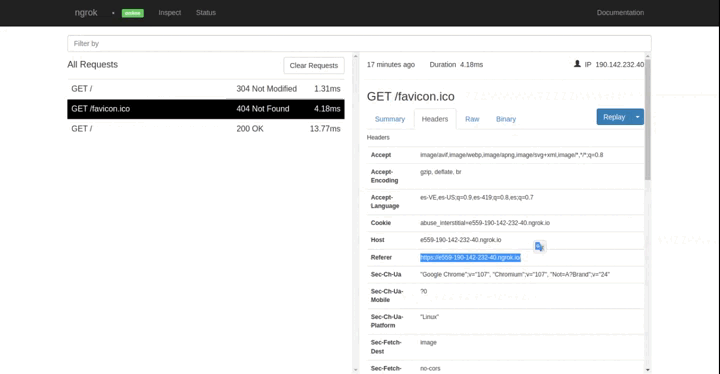 ngrok online Inspect Status Documentation
Filter by
All Requests Clear Requests
GET / 304 Not Modified 1.31ms
GET /favicon.ico 404 Not Found 4.18ms
GET / 200 OK 13.77ms
17 minutes ago Duration 4.18ms IP 190.142.232.40
GET /favicon.ico
Summary Headers Raw Binary Replay
Headers
Accept image/avif,image/webp,image/apng,image/svg+xml,image/*,*/*;q=0.8
Accept-Encoding gzip, deflate, br
Accept-Language es-VE,es-US;q=0.9,es-419;q=0.8,es;q=0.7
Cookie abuse_interstitial=e559-190-142-232-40.ngrok.io
Host e559-190-142-232-40.ngrok.io
Referer https://e559-190-142-232-40.ngrok.io/
Sec-Ch-Ua "Google Chrome";v="107", "Chromium";v="107", "Not=A?Brand";v="24"
Sec-Ch-Ua-Mobile ?0
Sec-Ch-Ua-Platform "Linux"
Sec-Fetch-Dest image
Sec-Fetch- no-cors